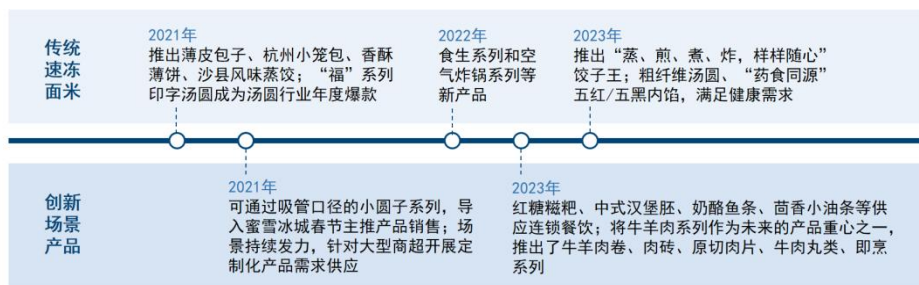 传统
速冻
面米
2021年
推出薄皮包子、杭州小笼包、香酥
薄饼、沙县风味蒸饺；“福”系列
印字汤圆成为汤圆行业年度爆款
2022年
食生系列和空
气炸锅系列等
新产品
2023年
推出“蒸、煎、煮、炸，样样随心”
饺子王；粗纤维汤圆、“药食同源”
五红/五黑内馅，满足健康需求
创新
场景
产品
2021年
可通过吸管口径的小圆子系列，导
入蜜雪冰城春节主推产品销售；场
景持续发力，针对大型商超开展定
制化产品需求供应
2023年
红糖糍粑、中式汉堡胚、奶酪鱼条、茴香小油条等供
应连锁餐饮；将牛羊肉系列作为未来的产品重心之一，
推出了牛羊肉卷、肉砖、原切肉片、牛肉丸类、即烹
系列